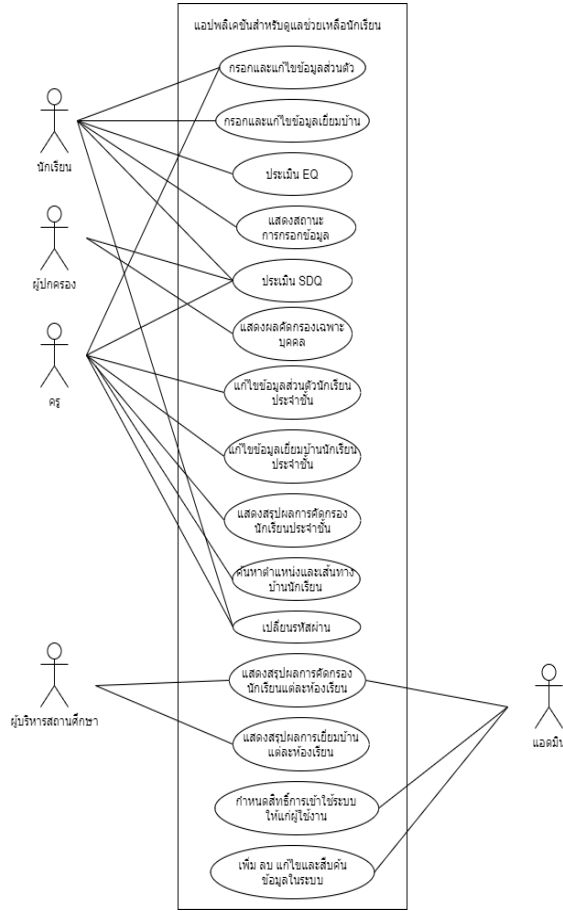 แอปพลิเคชันสำหรับดูแลช่วยเหลือนักเรียน
กรอกและแก้ไขข้อมูลส่วนตัว
กรอกและแก้ไขข้อมูลเยี่ยมบ้าน
นักเรียน
ประเมิน EQ
แสดงสถานะ
การกรอกข้อมูล
ผู้ปกครอง
ประเมิน SDQ
แสดงผลคัดกรองเฉพาะ
บุคคล
ครู
แก้ไขข้อมูลส่วนตัวนักเรียน
ประจำชั้น
แก้ไขข้อมูลเยี่ยมบ้านนักเรียน
ประจำชั้น
แสดงสรุปผลการคัดกรอง
นักเรียนประจำชั้น
ค้นหาตำแหน่งและเส้นทาง
บ้านนักเรียน
เปลี่ยนรหัสผ่าน
แสดงสรุปผลการคัดกรอง
นักเรียนแต่ละห้องเรียน
ผู้บริหารสถานศึกษา
แสดงสรุปผลการเยี่ยมบ้าน
แต่ละห้องเรียน
แอดมิน
กำหนดสิทธิ์การเข้าใช้ระบบ
ให้แก่ผู้ใช้งาน
เพิ่ม ลบ แก้ไขและสืบค้น
ข้อมูลในระบบ